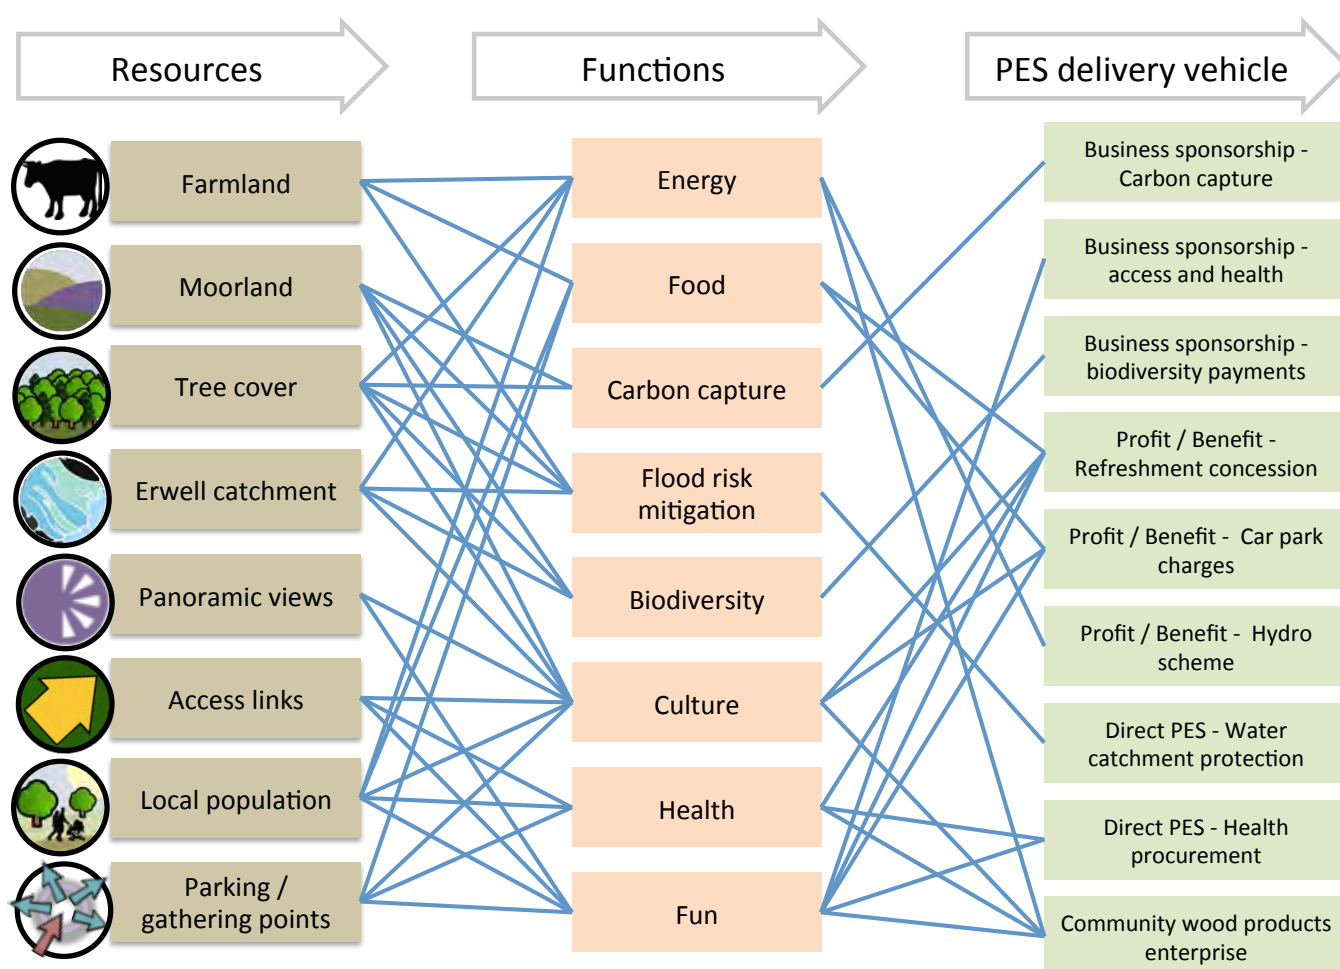 Resources
Functions
PES delivery vehicle
Farmland
Moorland
Tree cover
Erwell catchment
Panoramic views
Access links
Local population
Parking /
gathering points
Energy
Food
Carbon capture
Flood risk
mitigation
Biodiversity
Culture
Health
Fun
Business sponsorship -
Carbon capture
Business sponsorship -
access and health
Business sponsorship -
biodiversity payments
Profit / Benefit -
Refreshment concession
Profit / Benefit - Car park
charges
Profit / Benefit - Hydro
scheme
Direct PES - Water
catchment protection
Direct PES - Health
procurement
Community wood products
enterprise